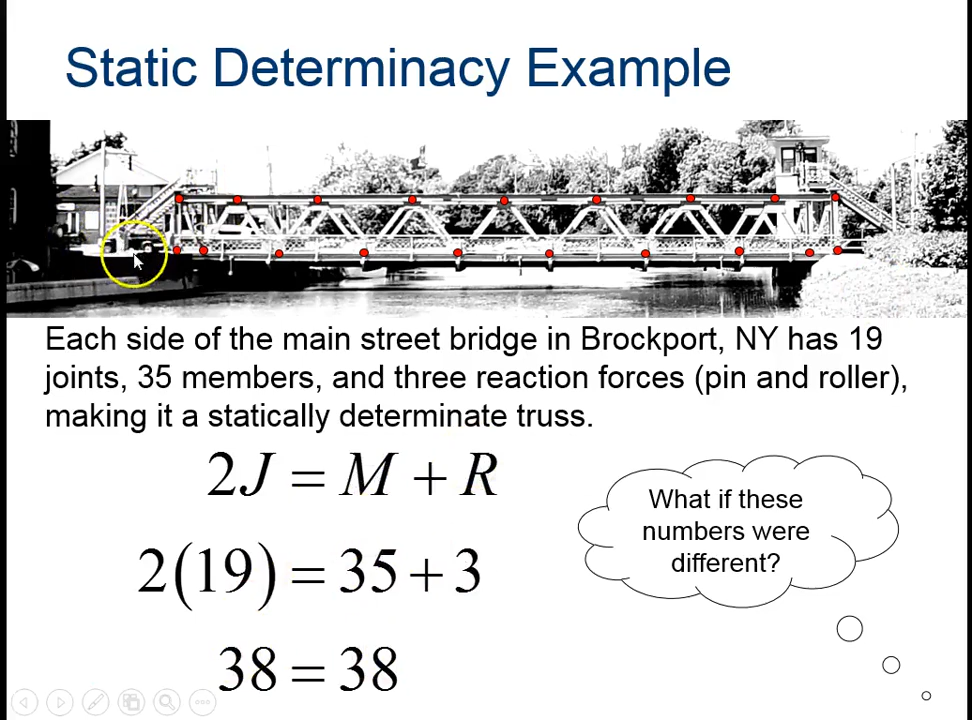 Static Determinacy Example
Each side of the main street bridge in Brockport, NY has 19
joints, 35 members, and three reaction forces (pin and roller),
making it a statically determinate truss.
2J = M + R
2(19) = 35 + 3
38 = 38
What if these
numbers were
different?